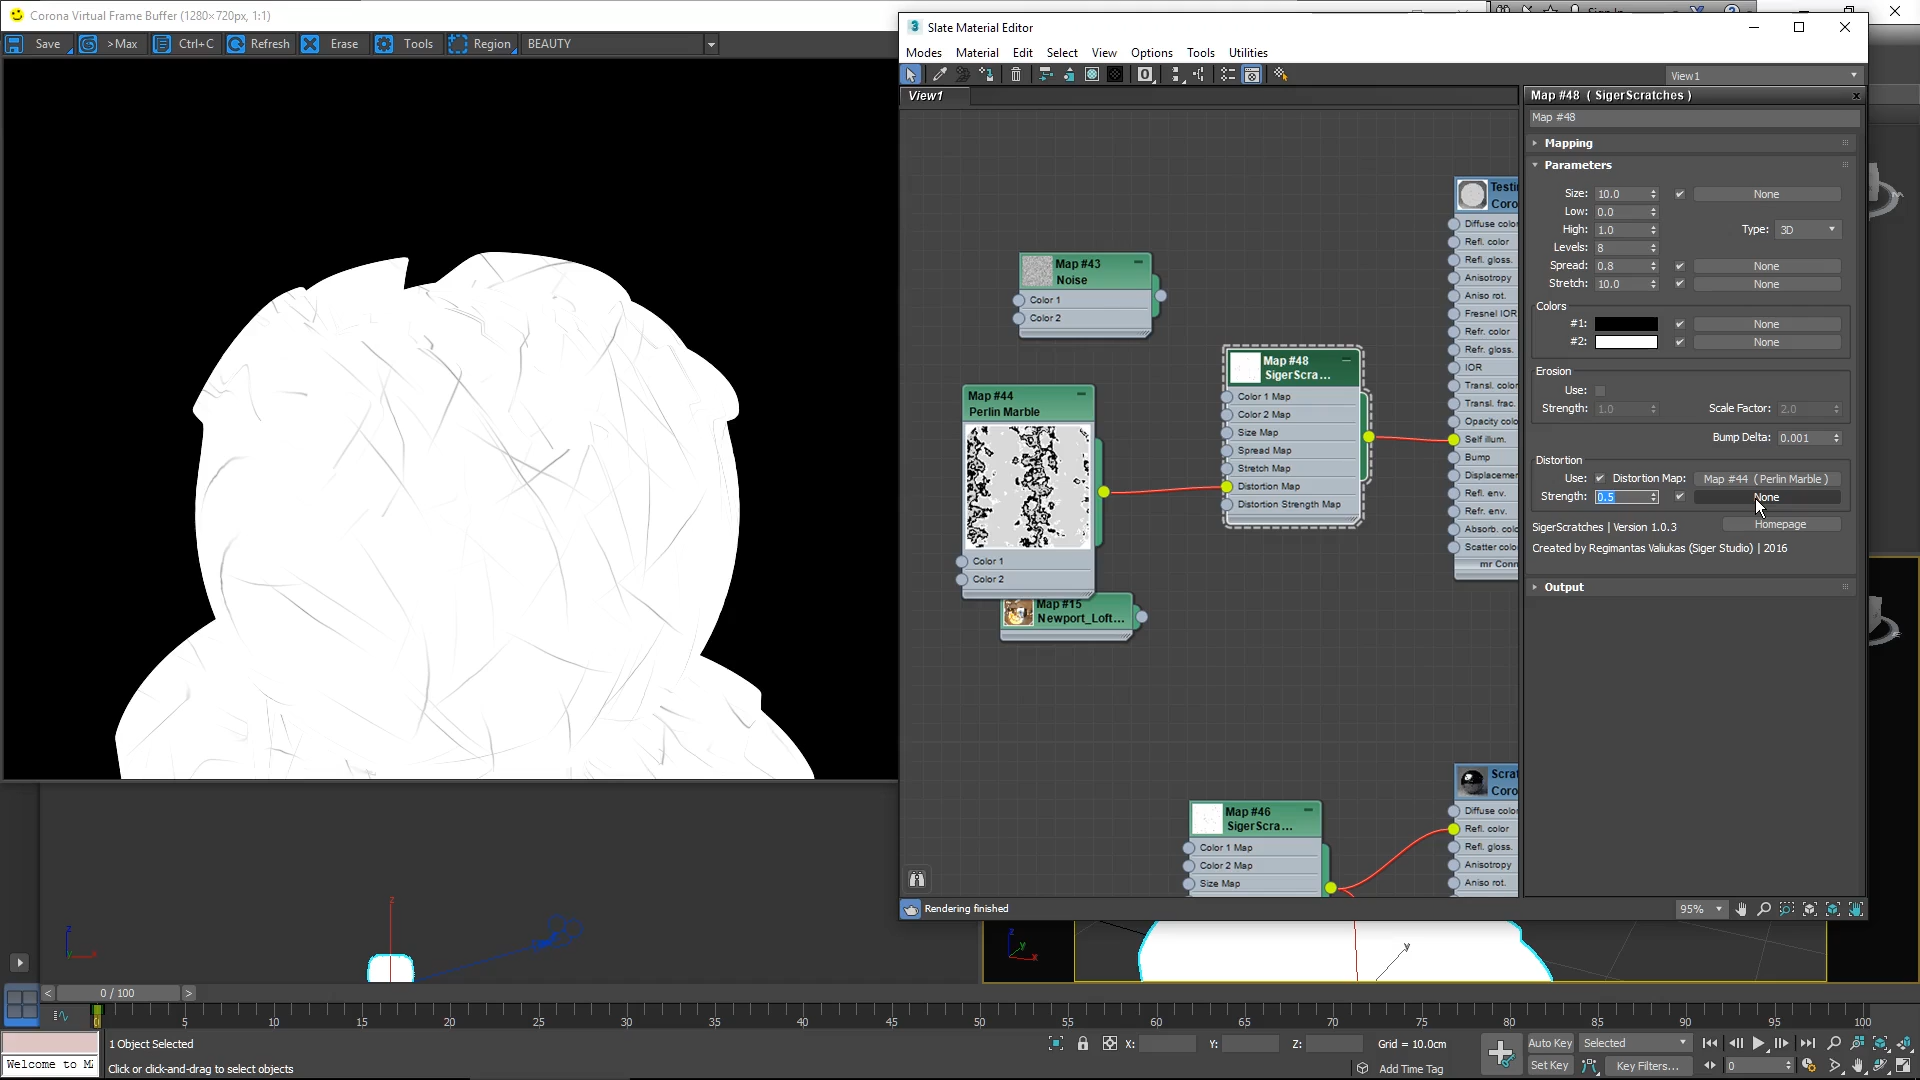 Corona Virtual Frame Buffer (1280×720px, 1:1)
Save
>Max
Ctrl+C
Refresh
Erase
Tools
Region
BEAUTY
Slate Material Editor
Modes Material Edit Select View Options Tools Utilities
View1
View1
Map #48 ( SigerScratches )
Map #48
Mapping
Parameters
Size: 10.0 None
Low: 0.0
High: 1.0 Type: 3D
Levels: 8
Spread: 0.8 None
Stretch: 10.0 None
Colors
#1: None
#2: None
Erosion
Use:
Strength: 1.0 Scale Factor: 2.0
Bump Delta: 0.001
Distortion
Use: Distortion Map: Map #44 (Perlin Marble )
Strength: 0.5 None
SigerScratches | Version 1.0.3 Homepage
Created by Regimantas Valiukas (Siger Studio) | 2016
Output
Map #43
Noise
Color 1
Color 2
Map #44
Perlin Marble
Color 1
Color 2
Map #15
Newport_Loft...
Map #48
SigerScra...
Color 1 Map
Color 2 Map
Size Map
Spread Map
Stretch Map
Distortion Map
Distortion Strength Map
Testin
Coro
Diffuse color
Refl. color
Refl. gloss.
Anisotropy
Aniso rot.
Fresnel IOR
Refr. color
Refr. gloss.
IOR
Transl. color
Transl. frac.
Opacity colo
Self illum.
Bump
Displacemen
Refl. env.
Refr. env.
Absorb. colo
Scatter colo
mr Conn
Map #46
SigerScra...
Color 1 Map
Color 2 Map
Size Map
Scrat
Coro
Diffuse color
Refl. color
Refl. gloss.
Anisotropy
Aniso rot.
Rendering finished
95%
z
z
x
z
y
x
y
< 0 / 100 >
5 10 15 20 25 30 35 40 45 50 55 60 65 70 75 80 85 90 95 100
1 Object Selected
X: Y: Z: Grid = 10.0cm
Auto Key Selected
Welcome to M
Click or click-and-drag to select objects
Add Time Tag
Set Key Key Filters...
0